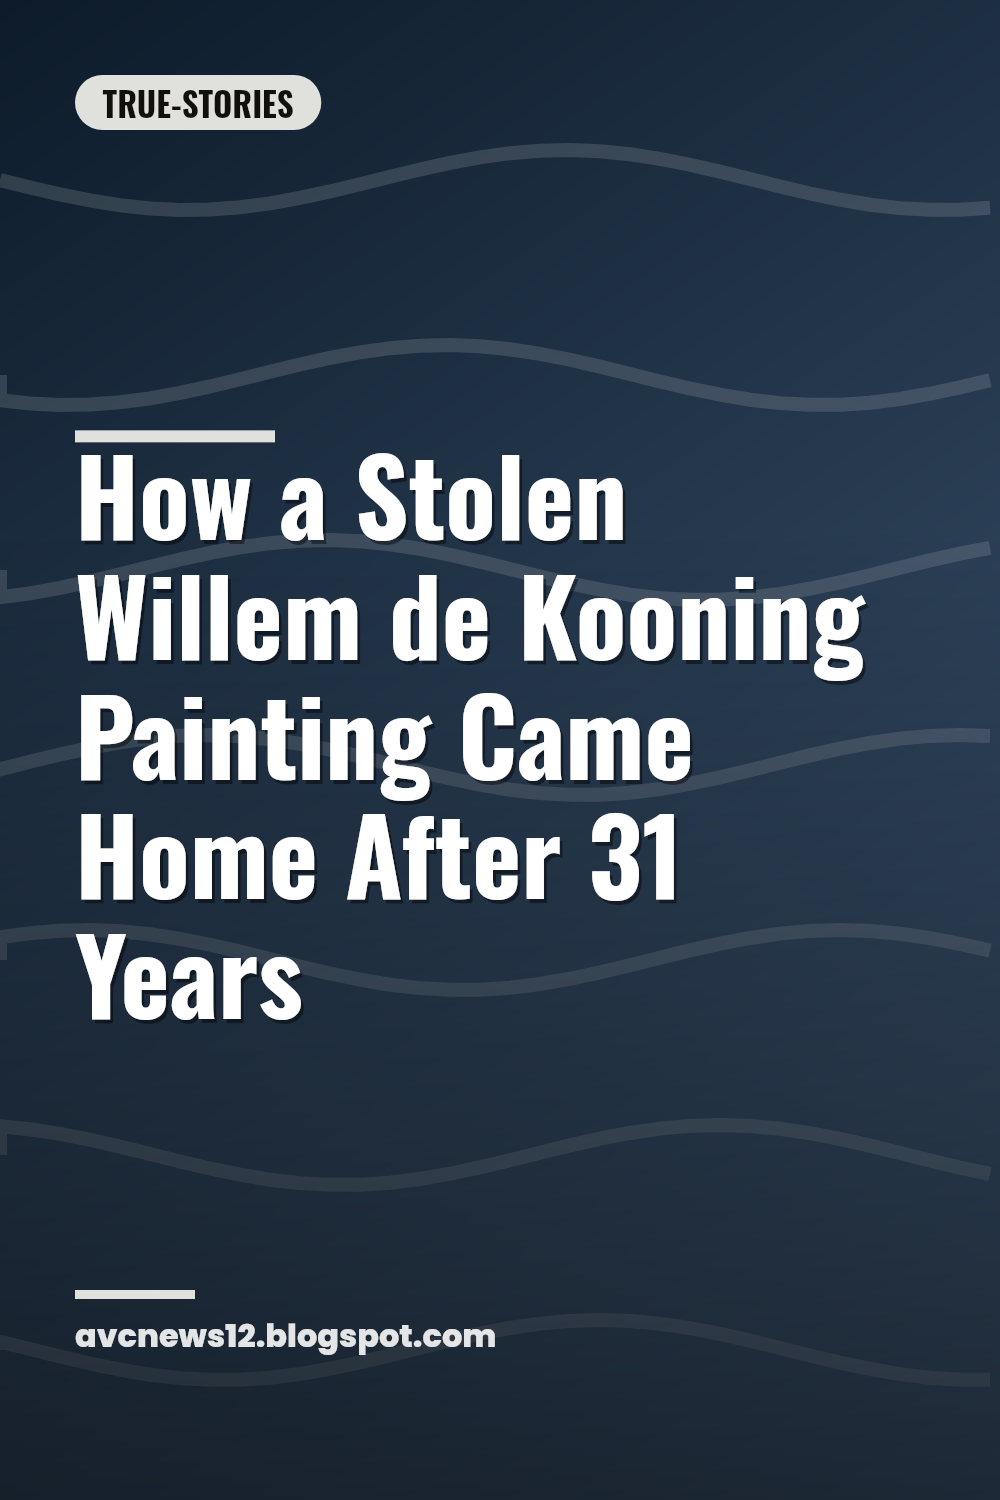 TRUE-STORIES
How a Stolen
Willem de Kooning
Painting Came
Home After 31
Years
avcnews12.blogspot.com